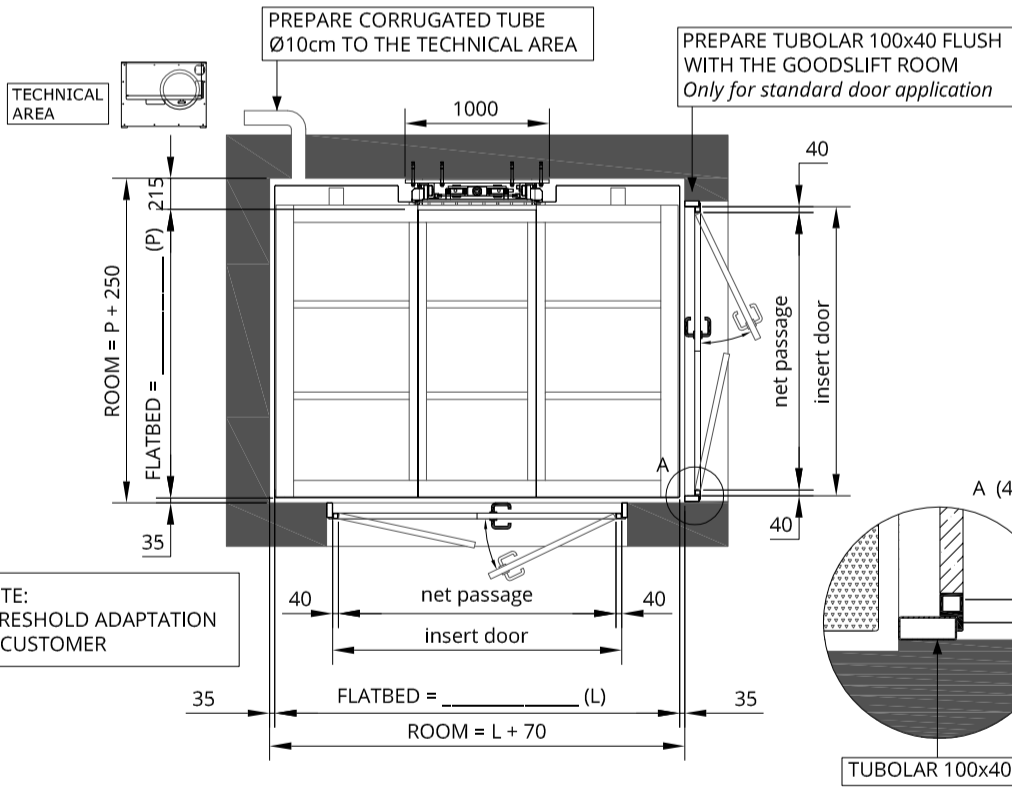 PREPARE CORRUGATED TUBE
Ø10cm TO THE TECHNICAL AREA
PREPARE TUBOLAR 100x40 FLUSH
WITH THE GOODSLIFT ROOM
Only for standard door application
TECHNICAL
AREA
1000
40
215
ROOM = P + 250
FLATBED = __________ (P)
net passage
insert door
A
A (4
40
35
TE:
RESHOLD ADAPTATION
CUSTOMER
40
net passage
40
insert door
35
FLATBED = __________ (L)
35
ROOM = L + 70
TUBOLAR 100x40